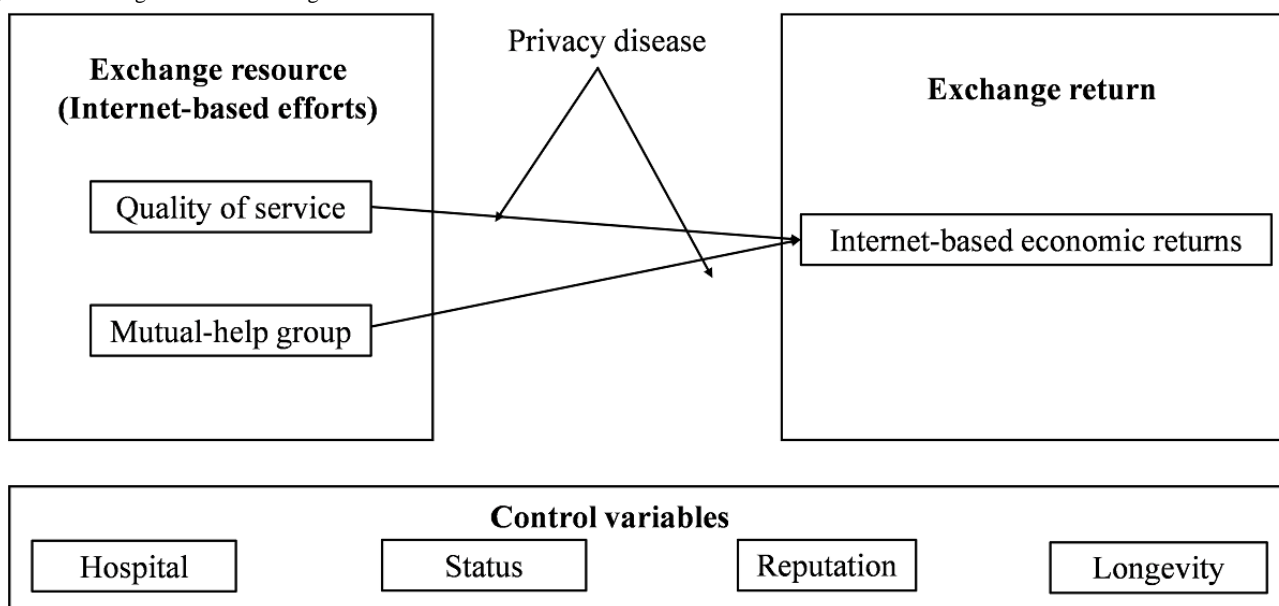 Privacy disease
Exchange resource
(Internet-based efforts)
Exchange return
Quality of service
Internet-based economic returns
Mutual-help group
Control variables
Hospital
Status
Reputation
Longevity